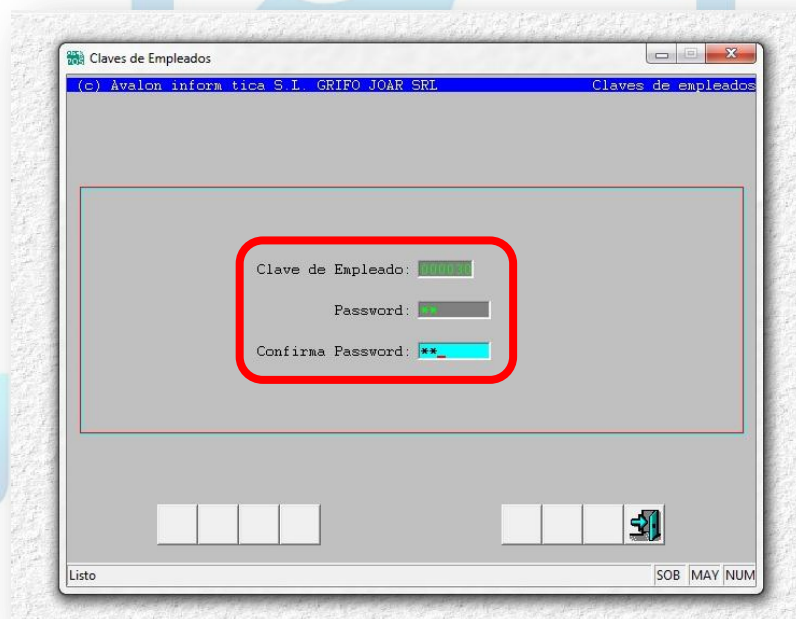 Claves de Empleados
(c) Avalon inform tica S.L. GRIFO JOAR SRL Claves de empleados
Clave de Empleado: 000030
Password: **
Confirma Password: **_
Listo SOB MAY NUM